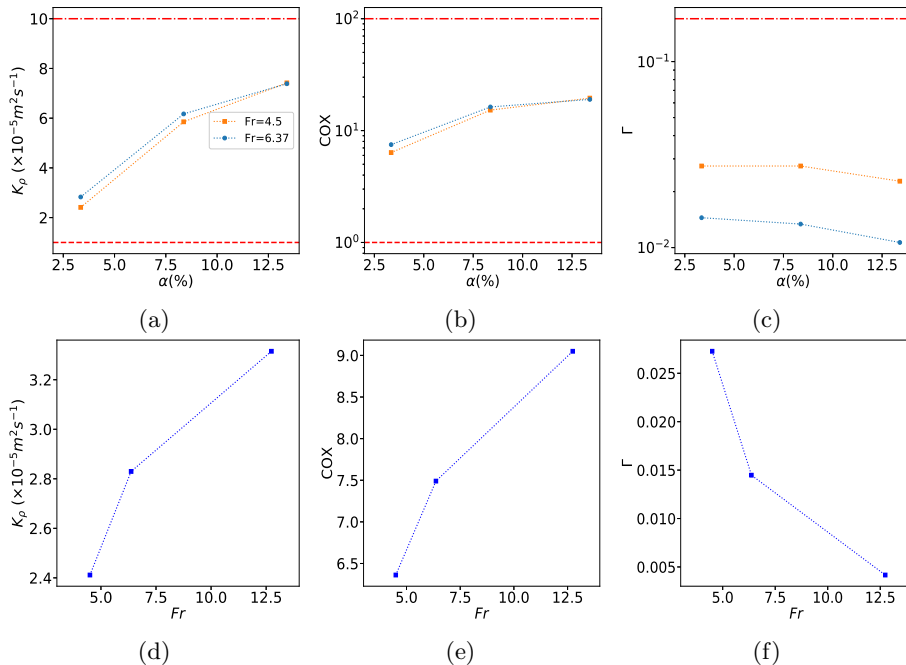 10
8
6
4
2
K_ρ (×10^{-5}m^2s^{-1})
2.5 5.0 7.5 10.0 12.5
α(%)
Fr=4.5
Fr=6.37
(a)
10^2
10^1
10^0
COX
2.5 5.0 7.5 10.0 12.5
α(%)
(b)
10^{-1}
10^{-2}
Γ
2.5 5.0 7.5 10.0 12.5
α(%)
(c)
3.2
3.0
2.8
2.6
2.4
K_ρ (×10^{-5}m^2s^{-1})
5.0 7.5 10.0 12.5
Fr
(d)
9.0
8.5
8.0
7.5
7.0
6.5
COX
5.0 7.5 10.0 12.5
Fr
(e)
0.025
0.020
0.015
0.010
0.005
Γ
5.0 7.5 10.0 12.5
Fr
(f)